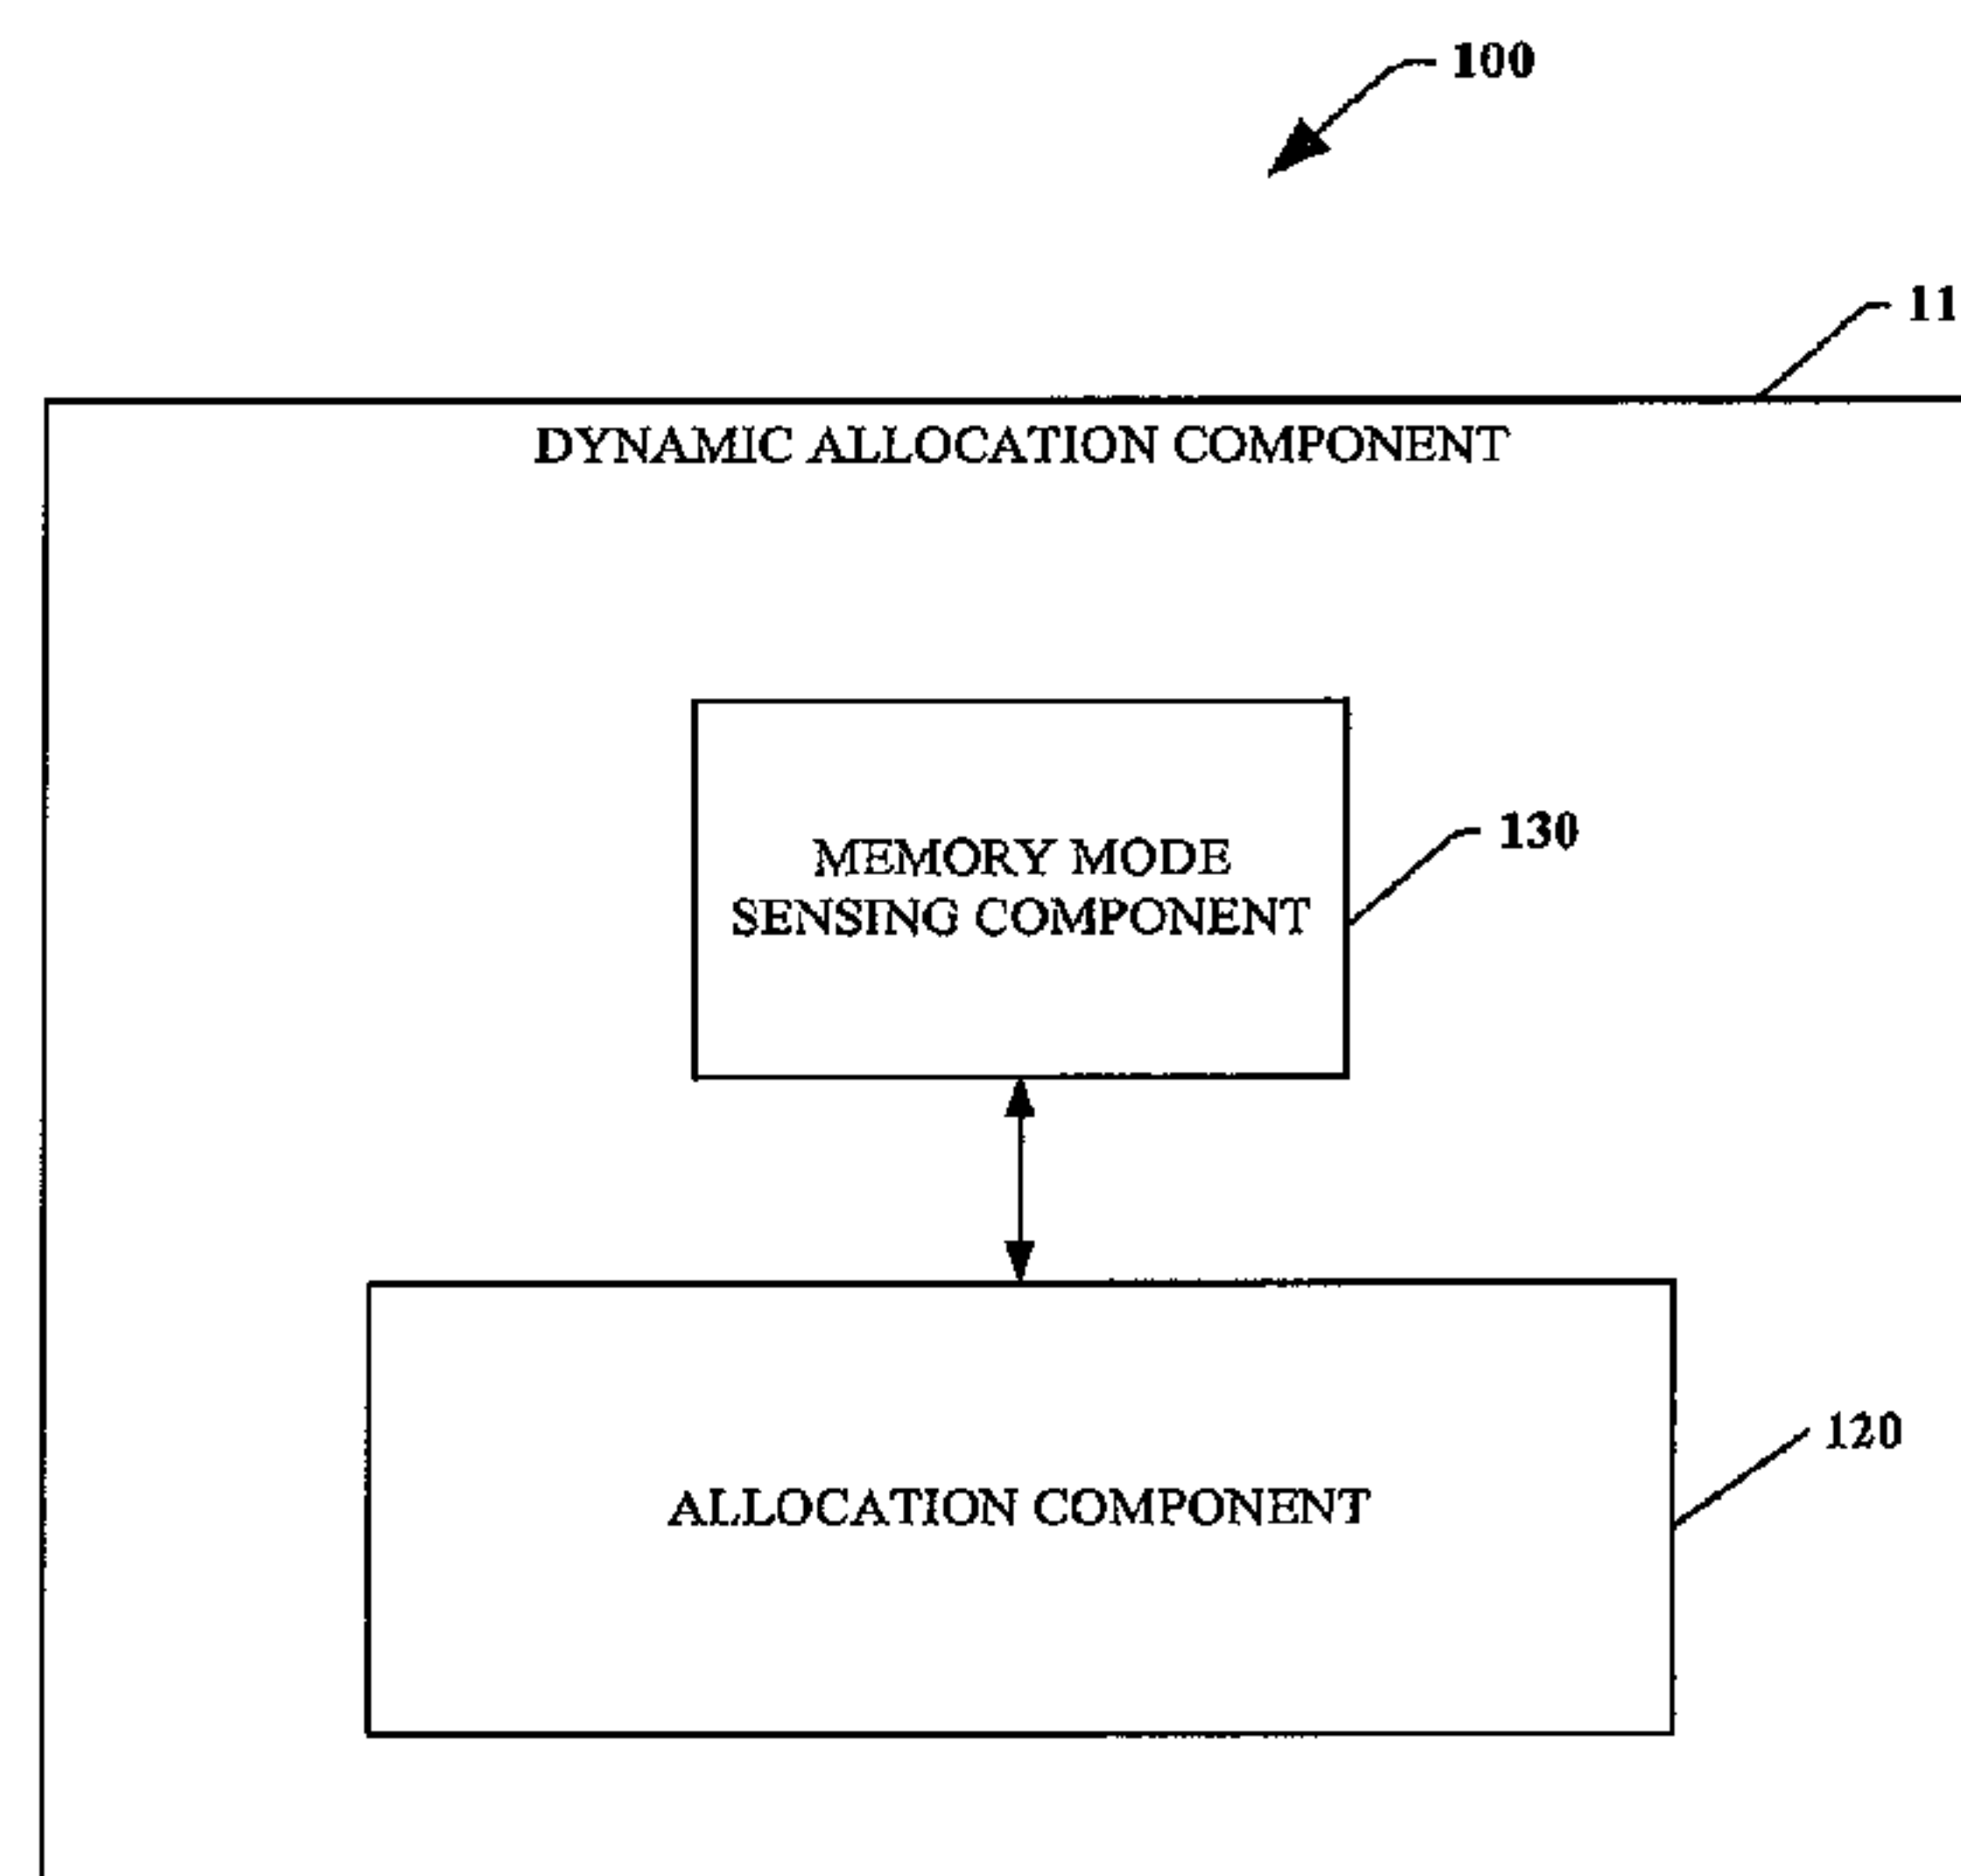 100
11
DYNAMIC ALLOCATION COMPONENT
MEMORY MODE
SENSING COMPONENT
130
120
ALLOCATION COMPONENT